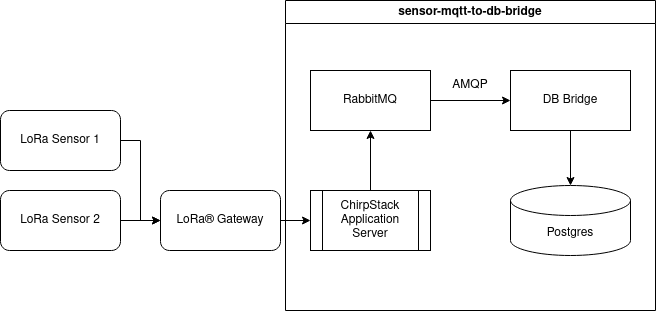 sensor-mqtt-to-db-bridge
RabbitMQ
AMQP
DB Bridge
LoRa Sensor 1
LoRa Sensor 2
LoRa® Gateway
ChirpStack
Application
Server
Postgres